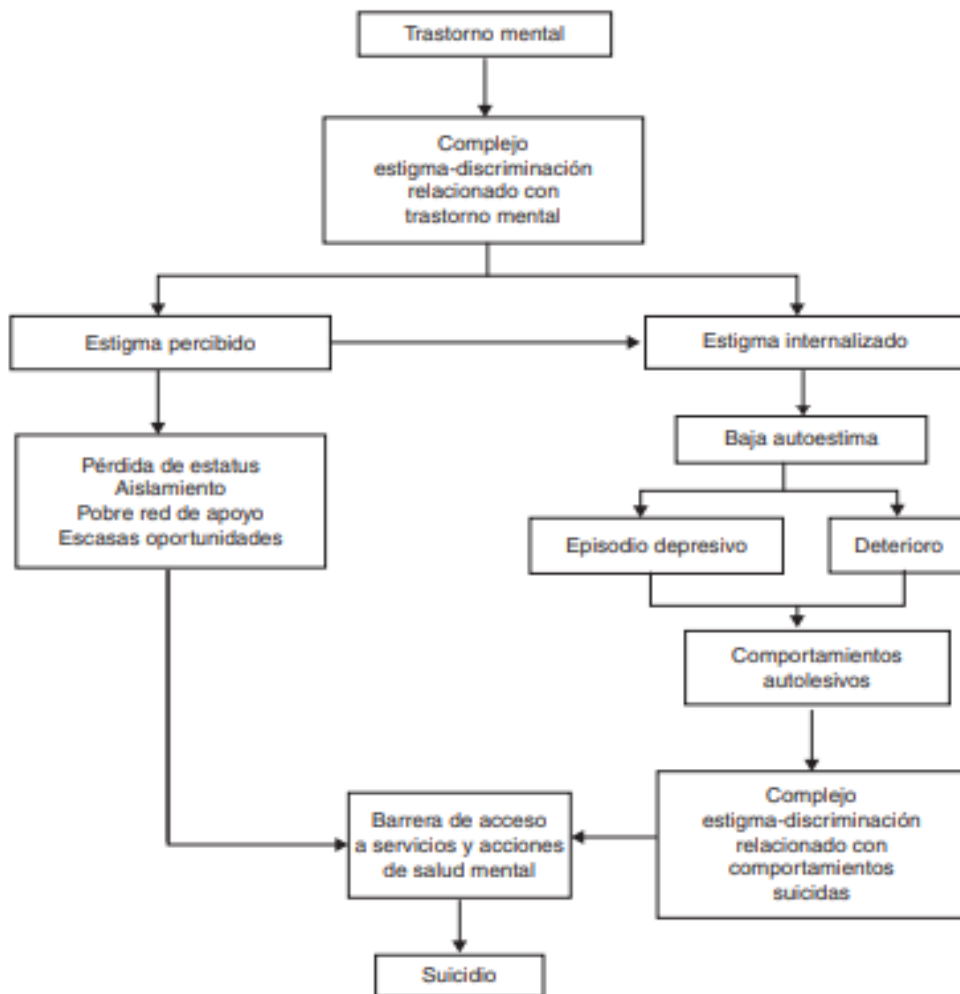 Trastorno mental
Complejo
estigma-discriminación
relacionado con
trastorno mental
Estigma percibido
Estigma internalizado
Pérdida de estatus
Aislamiento
Pobre red de apoyo
Escasas oportunidades
Baja autoestima
Episodio depresivo
Deterioro
Comportamientos
autolesivos
Barrera de acceso
a servicios y acciones
de salud mental
Complejo
estigma-discriminación
relacionado con
comportamientos
suicidas
Suicidio